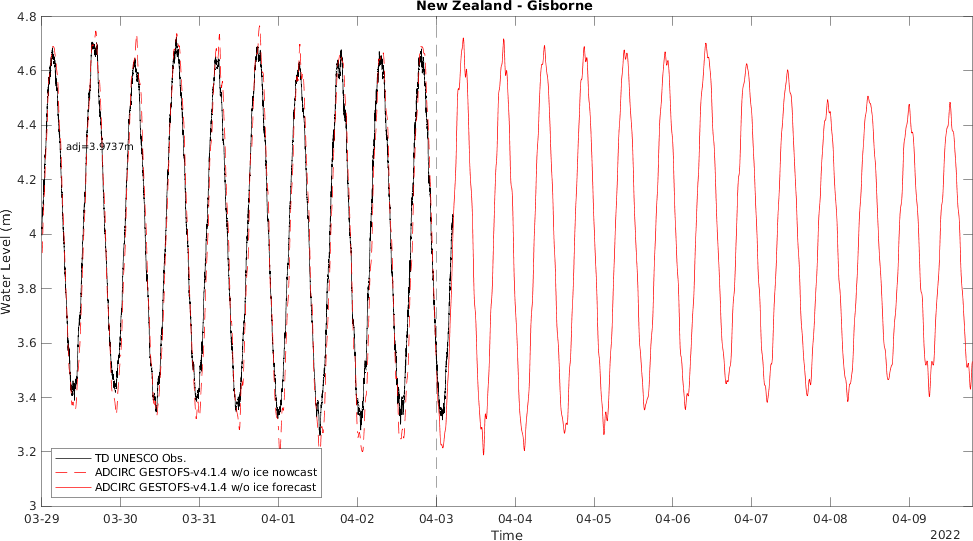 New Zealand - Gisborne
4.8
4.6
4.4
4.2
4
3.8
3.6
3.4
3.2
3
Water Level (m)
adj=3.9737m
TD UNESCO Obs.
ADCIRC GESTOFS-v4.1.4 w/o ice nowcast
ADCIRC GESTOFS-v4.1.4 w/o ice forecast
03-29 03-30 03-31 04-01 04-02 04-03 04-04 04-05 04-06 04-07 04-08 04-09
Time
2022